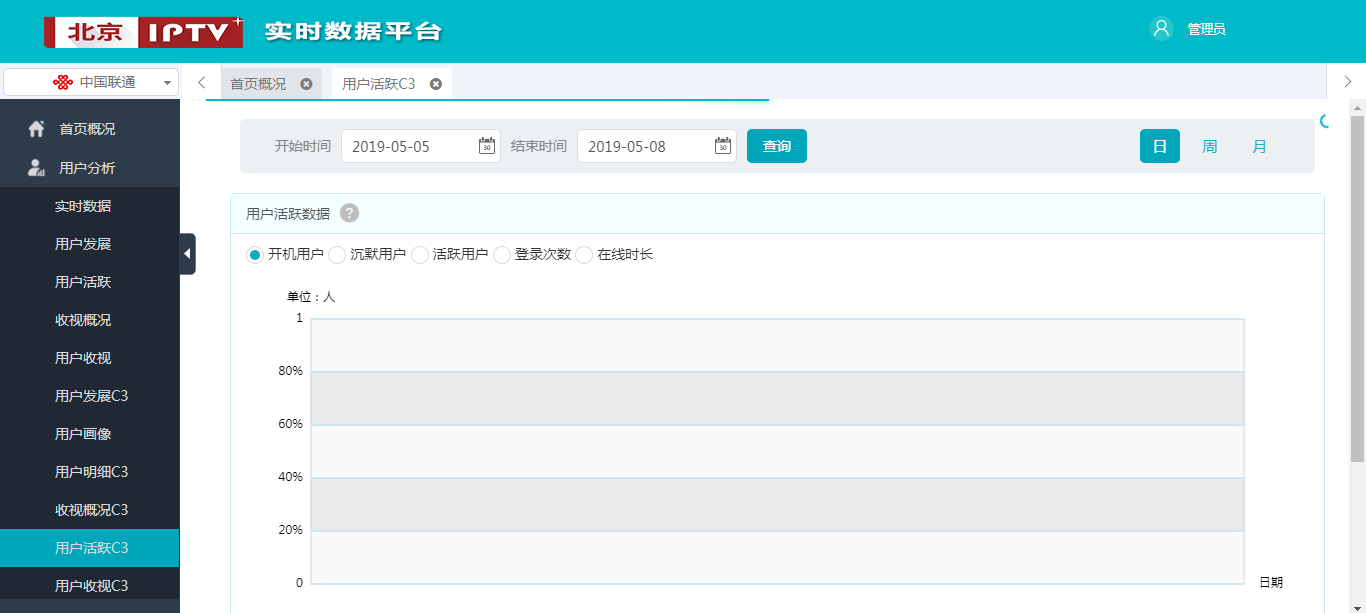 北京 IPTV 实时数据平台
管理员
中国联通
首页概况
用户活跃C3
首页概况
用户分析
实时数据
用户发展
用户活跃
收视概况
用户收视
用户发展C3
用户画像
用户明细C3
收视概况C3
用户活跃C3
用户收视C3
开始时间 2019-05-05 30 结束时间 2019-05-08 30 查询 日 周 月
用户活跃数据 ?
开机用户 沉默用户 活跃用户 登录次数 在线时长
单位：人
1
80%
60%
40%
20%
0
日期